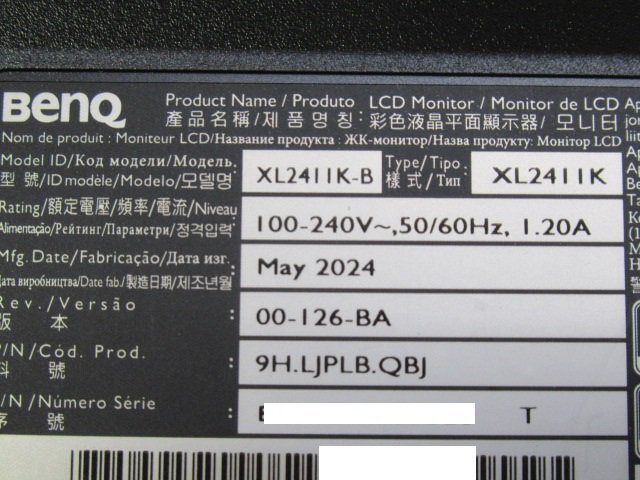 BenQ
Product Name / Produto LCD Monitor / Monitor de LCD
產品名稱/제품명칭: 彩色液晶平面顯示器/모니터
Nom de produit : Moniteur LCD/Название продукта : ЖК-монитор/Назва продукту: Монітор LCD
Model ID/Код модели/Модель. XL2411K-B Type/Tipo: XL2411K
型 號/ID modèle/Modelo/모델명 樣 式/Тип
Rating/額定電壓/頻率/電流/Niveau 100-240V~,50/60Hz, 1.20A
Alimentação/Рейтинг/Параметри/정격입력
Mfg. Date/Fabricação/Дата изг. May 2024
Дата виробництва/Date fab./製造日期/제조년월
Rev./Versão : 00-126-BA
版 本
P/N/Cód. Prod. : 9H.LJPLB.QBJ
料 號
S/N/Número Série : T
序 號